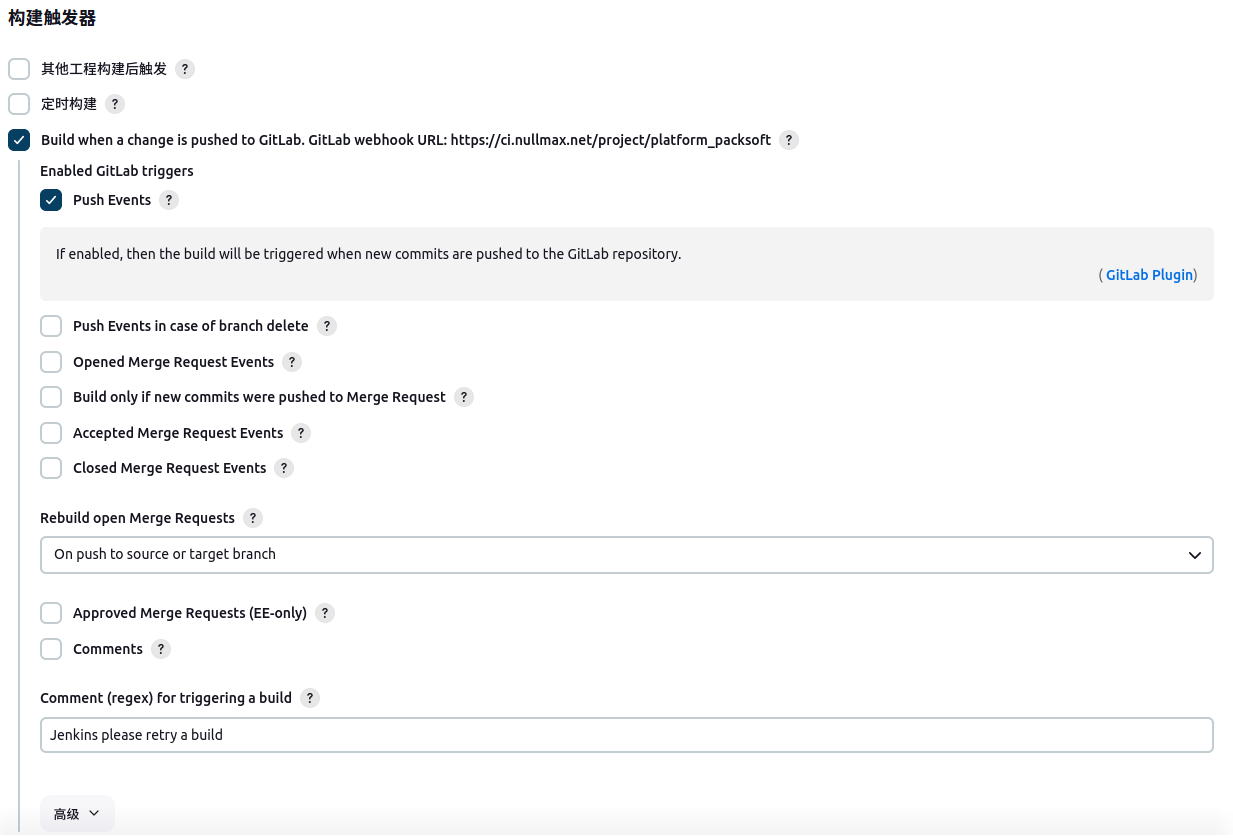 构建触发器
其他工程构建后触发 ?
定时构建 ?
Build when a change is pushed to GitLab. GitLab webhook URL: https://ci.nullmax.net/project/platform_packsoft ?
Enabled GitLab triggers
Push Events ?
If enabled, then the build will be triggered when new commits are pushed to the GitLab repository.
( GitLab Plugin)
Push Events in case of branch delete ?
Opened Merge Request Events ?
Build only if new commits were pushed to Merge Request ?
Accepted Merge Request Events ?
Closed Merge Request Events ?
Rebuild open Merge Requests ?
On push to source or target branch
Approved Merge Requests (EE-only) ?
Comments ?
Comment (regex) for triggering a build ?
Jenkins please retry a build
高级